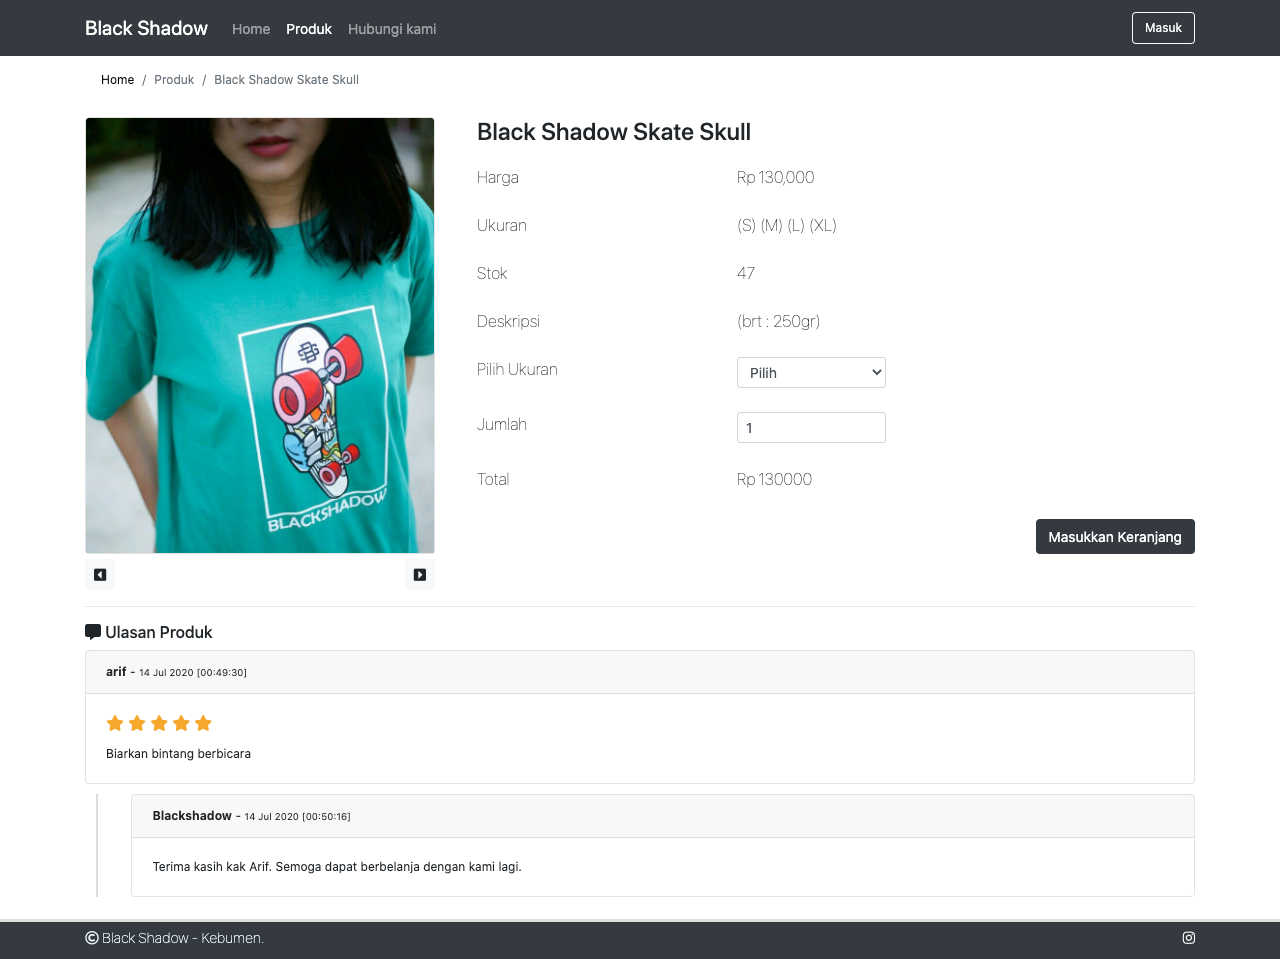 Black Shadow Home Produk Hubungi kami Masuk
Home / Produk / Black Shadow Skate Skull
Black Shadow Skate Skull
Harga Rp 130,000
Ukuran (S) (M) (L) (XL)
Stok 47
Deskripsi (brt : 250gr)
Pilih Ukuran Pilih
Jumlah 1
Total Rp 130000
BLACKSHADOW
Masukkan Keranjang
Ulasan Produk
arif - 14 Jul 2020 [00:49:30]
Biarkan bintang berbicara
Blackshadow - 14 Jul 2020 [00:50:16]
Terima kasih kak Arif. Semoga dapat berbelanja dengan kami lagi.
© Black Shadow - Kebumen.